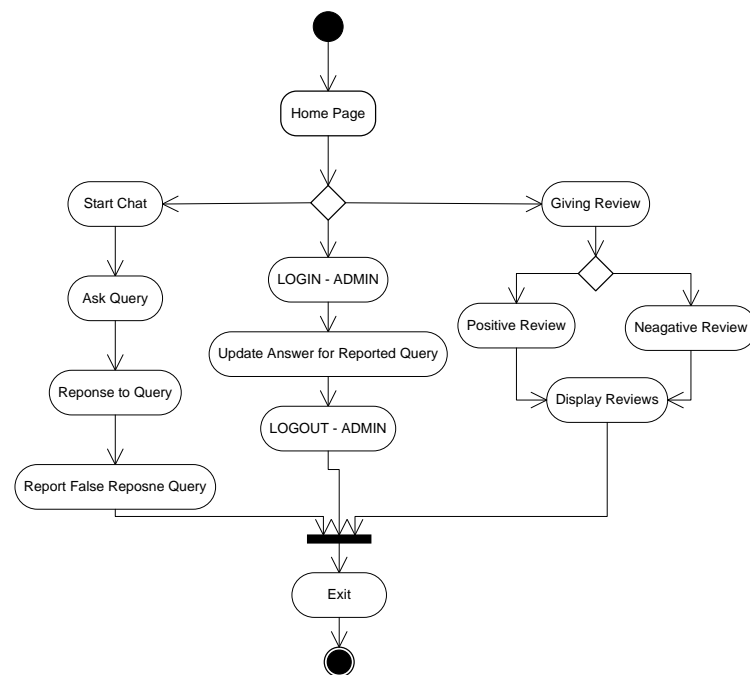 Home Page
Start Chat
Giving Review
LOGIN - ADMIN
Ask Query
Positive Review
Neagative Review
Update Answer for Reported Query
Reponse to Query
Display Reviews
LOGOUT - ADMIN
Report False Reposne Query
Exit